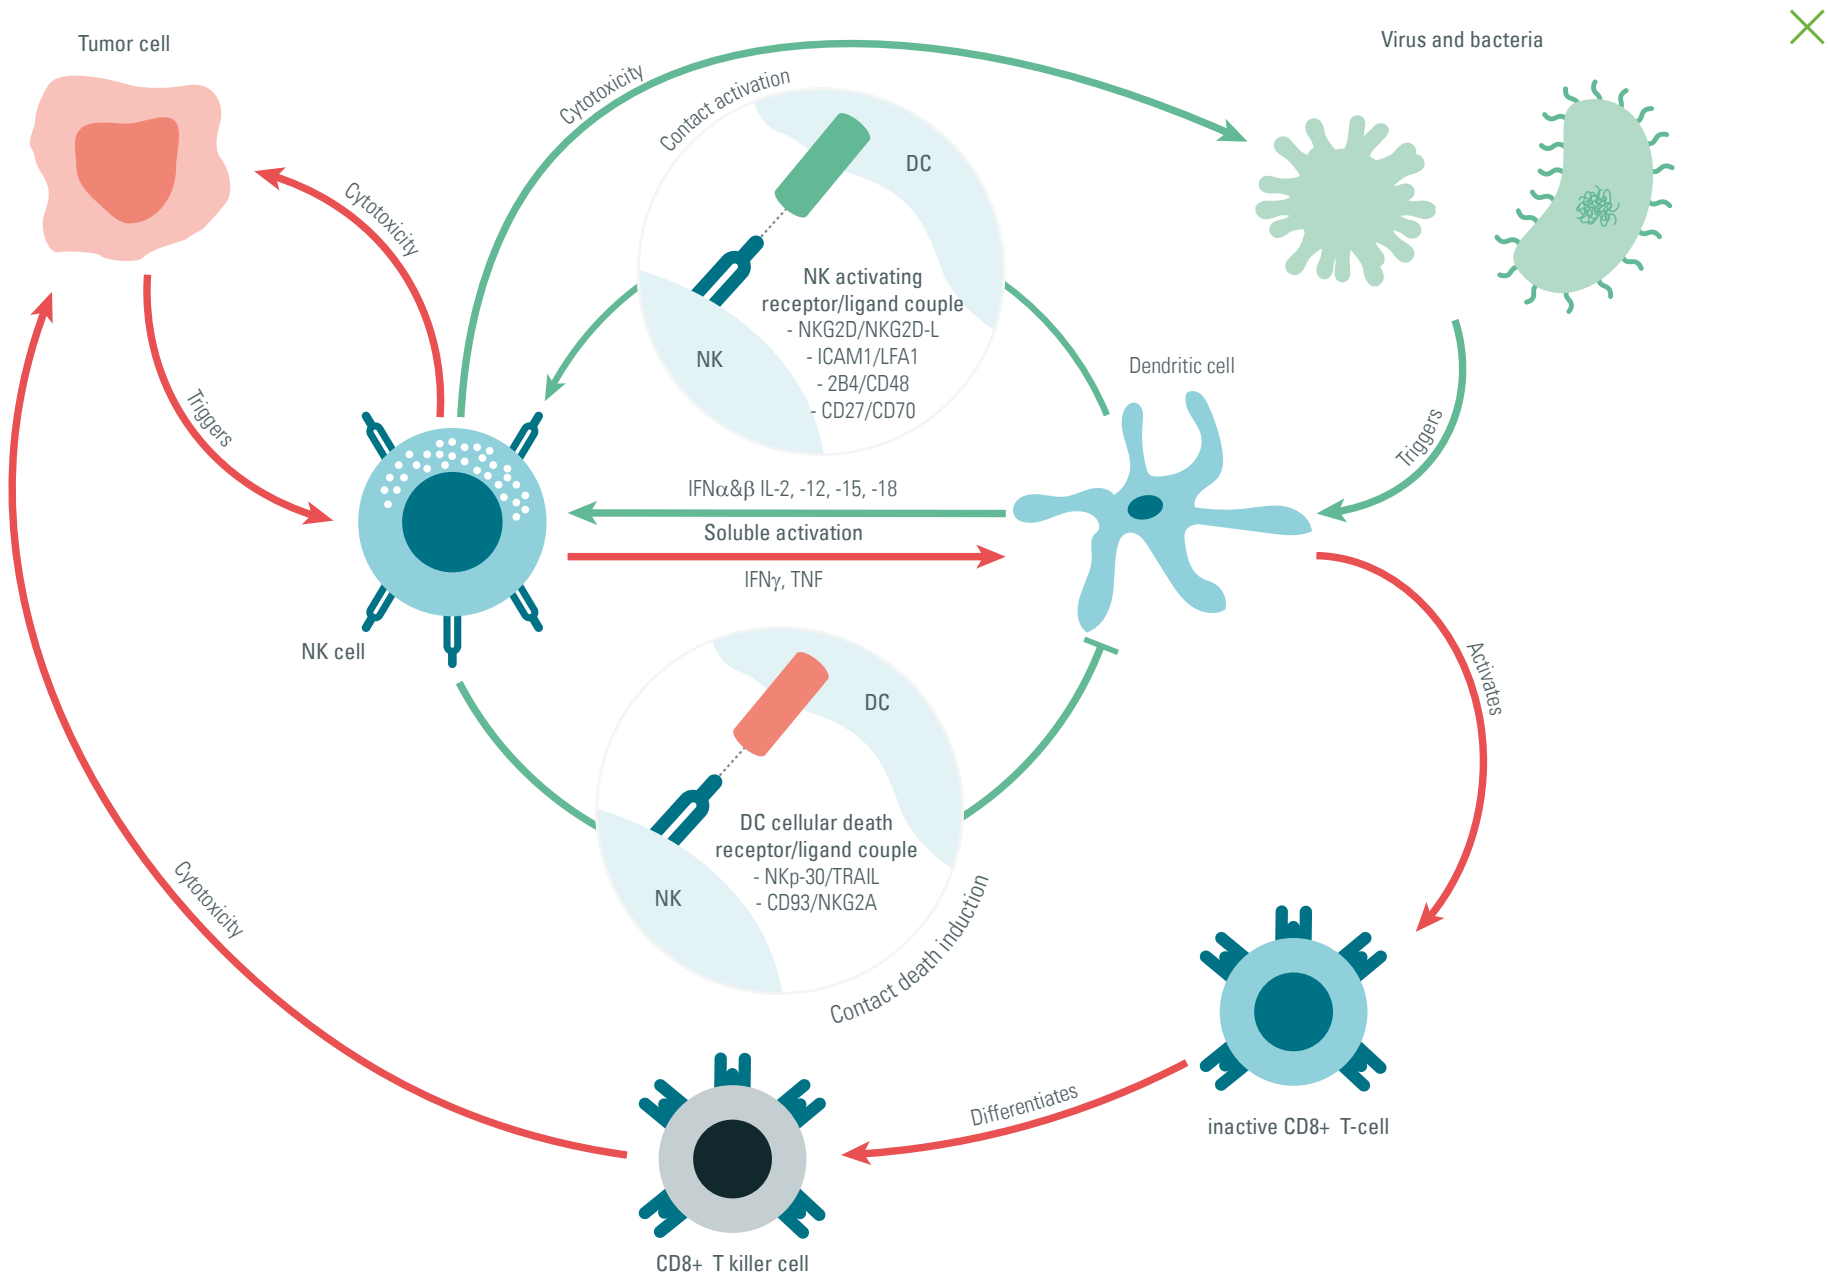 Tumor cell
Virus and bacteria
Cytotoxicity
Contact activation
DC
Cytotoxicity
NK activating
receptor/ligand couple
- NKG2D/NKG2D-L
- ICAM1/LFA1
- 2B4/CD48
- CD27/CD70
NK
Dendritic cell
Triggers
Triggers
IFNα&β IL-2, -12, -15, -18
Soluble activation
IFNγ, TNF
NK cell
Activates
DC
DC cellular death
receptor/ligand couple
- NKp-30/TRAIL
- CD93/NKG2A
NK
Contact death induction
Cytotoxicity
Differentiates
inactive CD8+ T-cell
CD8+ T killer cell